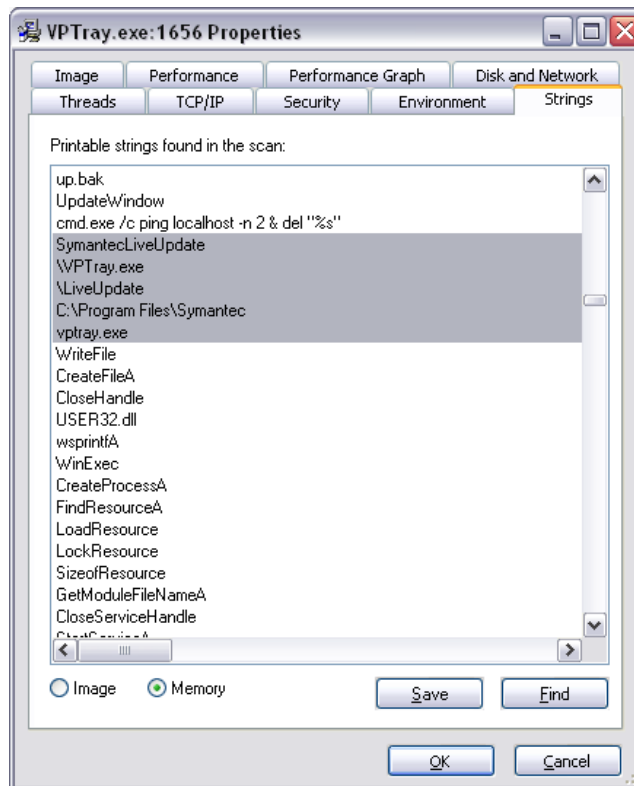 VPTray.exe:1656 Properties
Image Performance Performance Graph Disk and Network
Threads TCP/IP Security Environment Strings
Printable strings found in the scan:
up.bak
UpdateWindow
cmd.exe /c ping localhost -n 2 & del "%s"
SymantecLiveUpdate
\VPTray.exe
\LiveUpdate
C:\Program Files\Symantec
vptray.exe
WriteFile
CreateFileA
CloseHandle
USER32.dll
wsprintfA
WinExec
CreateProcessA
FindResourceA
LoadResource
LockResource
SizeofResource
GetModuleFileNameA
CloseServiceHandle
StartServiceA
Image Memory Save Find
OK Cancel